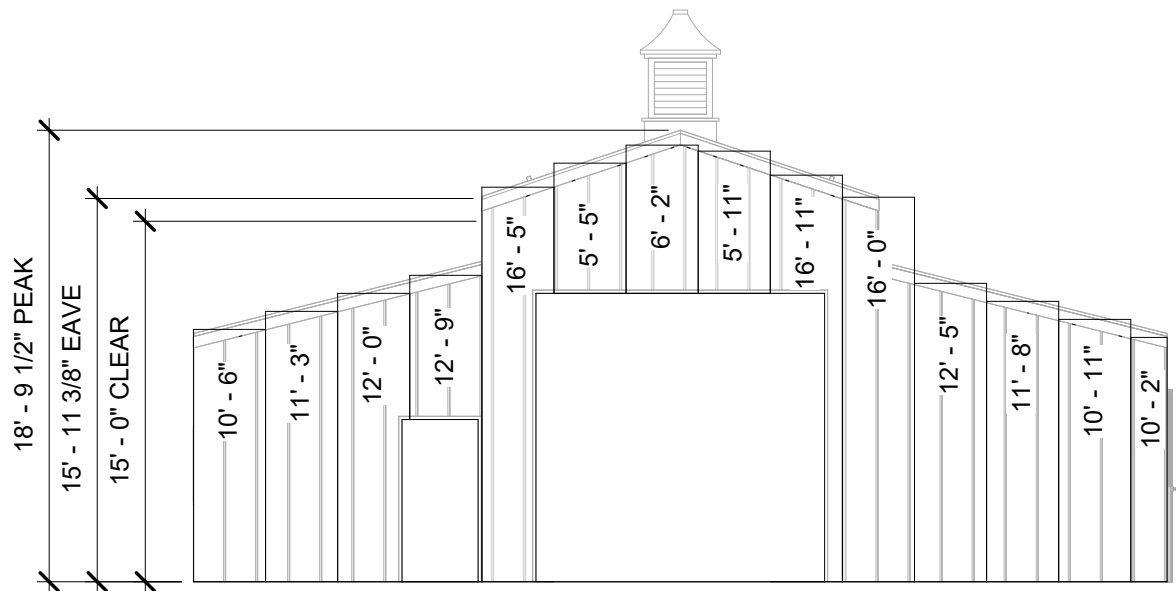 18' - 9 1/2" PEAK
15' - 11 3/8" EAVE
15' - 0" CLEAR
10' - 6"
11' - 3"
12' - 0"
12' - 9"
16' - 5"
5' - 5"
6' - 2"
5' - 11"
16' - 11"
16' - 0"
12' - 5"
11' - 8"
10' - 11"
10' - 2"